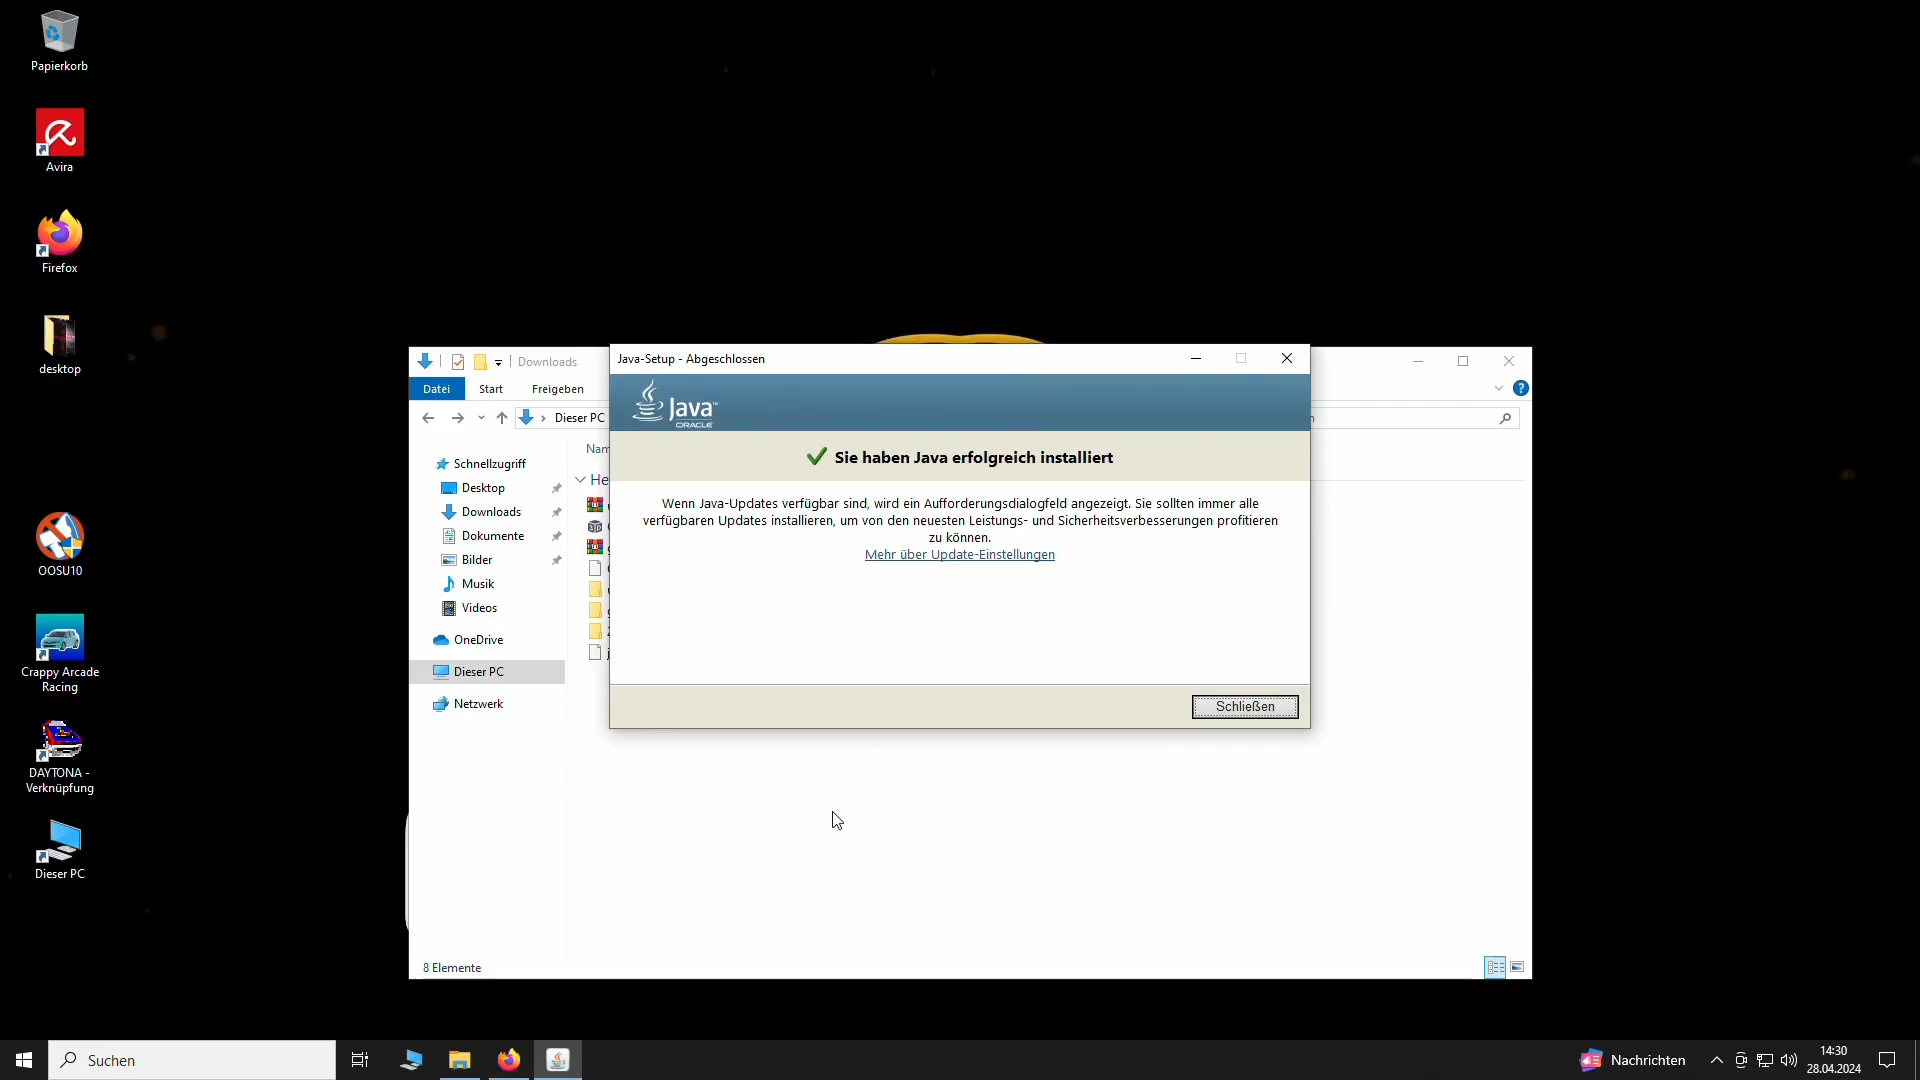 Papierkorb
Avira
Firefox
desktop
OOSU10
Crappy Arcade
Racing
DAYTONA -
Verknüpfung
Dieser PC
Downloads
Datei
Start
Freigeben
Dieser PC
Schnellzugriff
Desktop
Downloads
Dokumente
Bilder
Musik
Videos
OneDrive
Dieser PC
Netzwerk
8 Elemente
Java-Setup - Abgeschlossen
Java™
ORACLE
Sie haben Java erfolgreich installiert
Wenn Java-Updates verfügbar sind, wird ein Aufforderungsdialogfeld angezeigt. Sie sollten immer alle
verfügbaren Updates installieren, um von den neuesten Leistungs- und Sicherheitsverbesserungen profitieren
zu können.
Mehr über Update-Einstellungen
Schließen
Suchen
Nachrichten
14:30
28.04.2024